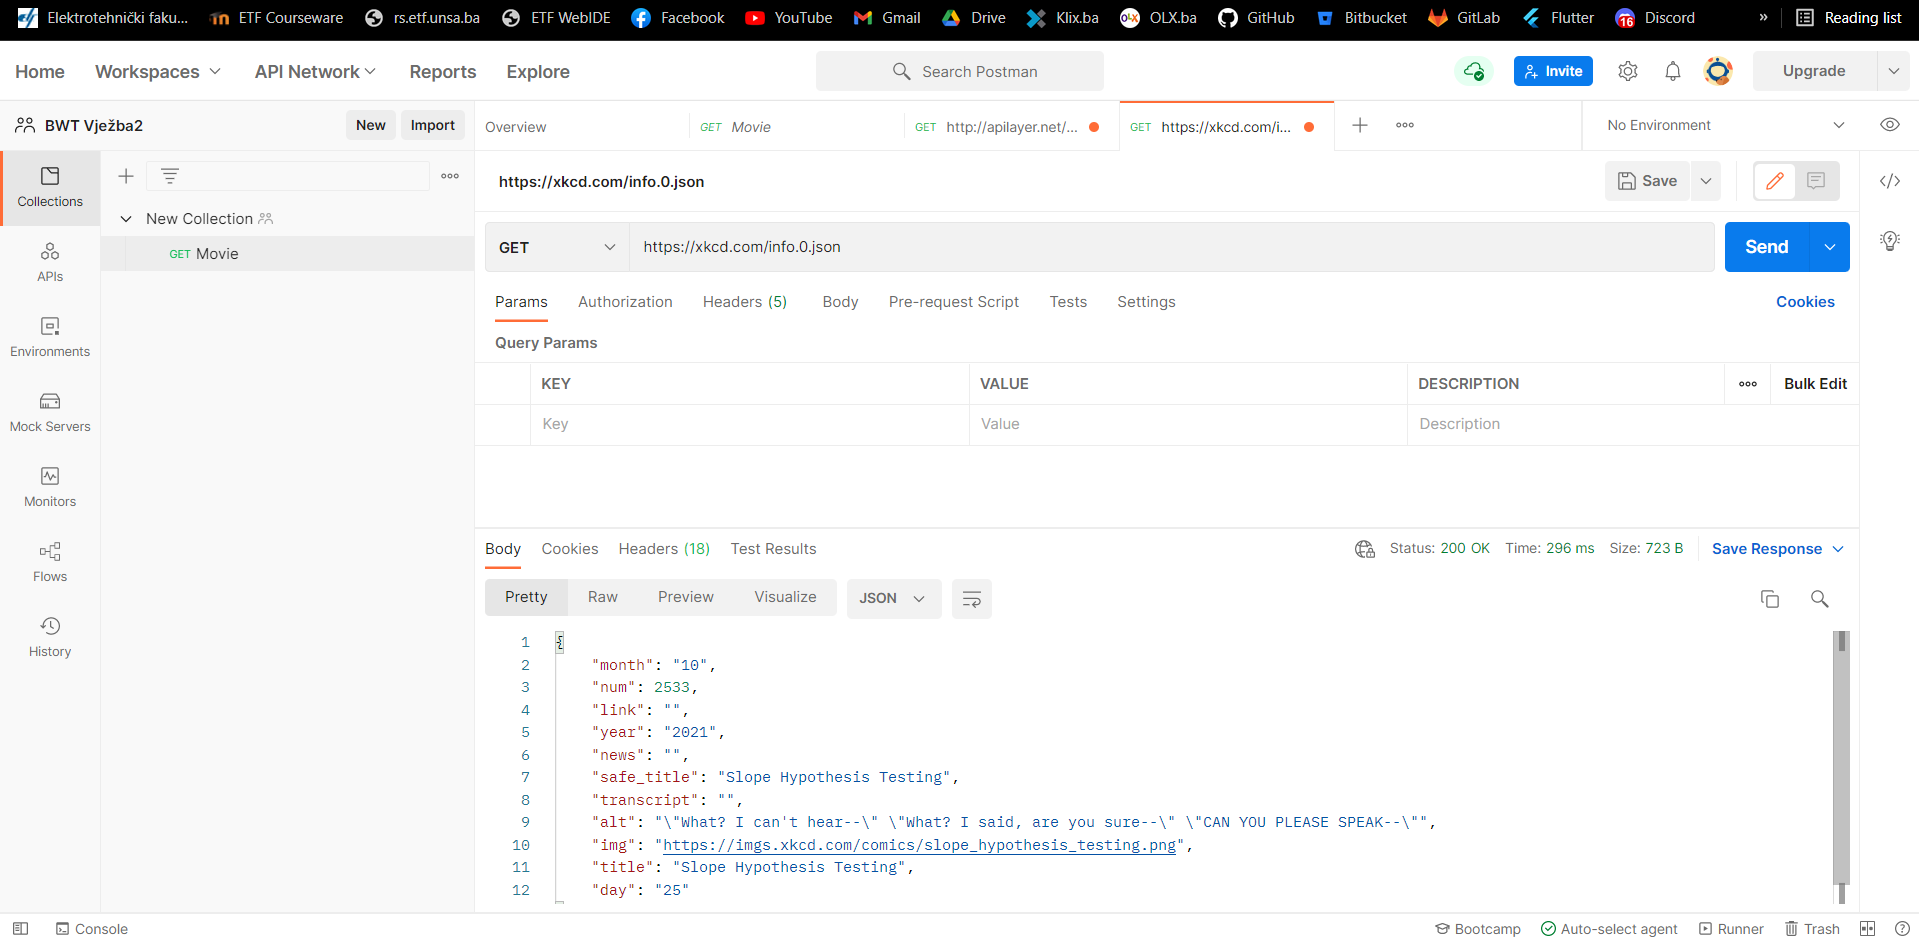 Elektrotehnički faku... ETF Courseware rs.etf.unsa.ba ETF WebIDE Facebook YouTube Gmail Drive Klix.ba OLX.ba GitHub Bitbucket GitLab Flutter 16 Discord » Reading list
Home Workspaces API Network Reports Explore Search Postman Invite Upgrade
BWT Vježba2 New Import Overview GET Movie GET http://apilayer.net/... GET https://xkcd.com/i... No Environment
Collections
APIs
Environments
Mock Servers
Monitors
Flows
History
New Collection
GET Movie
https://xkcd.com/info.0.json Save
GET https://xkcd.com/info.0.json Send
Params Authorization Headers (5) Body Pre-request Script Tests Settings Cookies
Query Params
KEY VALUE DESCRIPTION Bulk Edit
Key Value Description
Body Cookies Headers (18) Test Results Status: 200 OK Time: 296 ms Size: 723 B Save Response
Pretty Raw Preview Visualize JSON
1 {
2 "month": "10",
3 "num": 2533,
4 "link": "",
5 "year": "2021",
6 "news": "",
7 "safe_title": "Slope Hypothesis Testing",
8 "transcript": "",
9 "alt": "\"What? I can't hear--\" \"What? I said, are you sure--\" \"CAN YOU PLEASE SPEAK--\"",
10 "img": "https://imgs.xkcd.com/comics/slope_hypothesis_testing.png",
11 "title": "Slope Hypothesis Testing",
12 "day": "25"
Console Bootcamp Auto-select agent Runner Trash